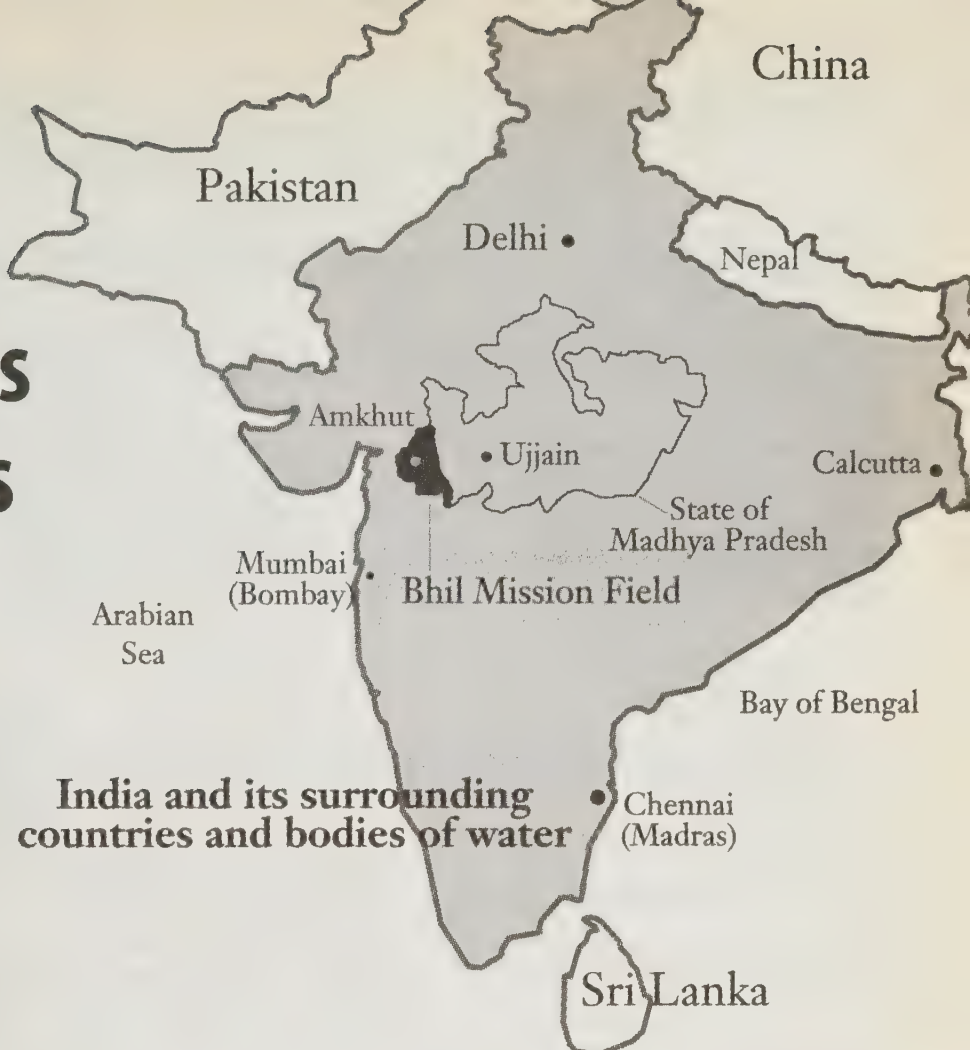 China
Pakistan
Delhi
Nepal
S
Amkhut
Ujjain
Calcutta
S
State of
Madhya Pradesh
Mumbai
(Bombay)
Bhil Mission Field
Arabian
Sea
Bay of Bengal
India and its surrounding
countries and bodies of water
Chennai
(Madras)
Sri Lanka